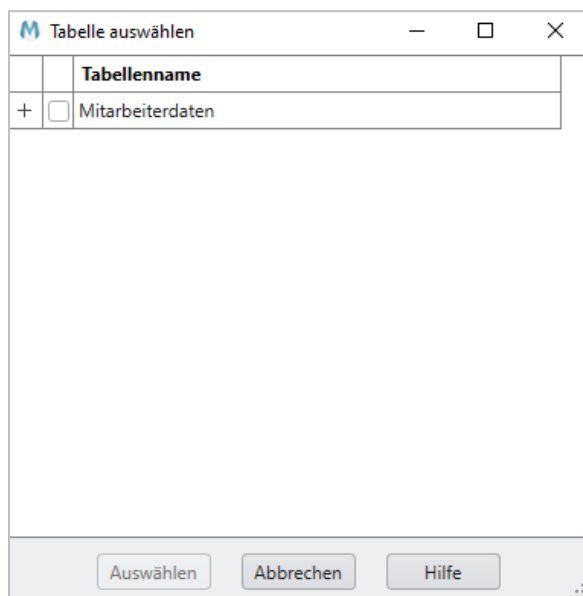 Tabelle auswählen
Tabellenname
Mitarbeiterdaten
Auswählen Abbrechen Hilfe